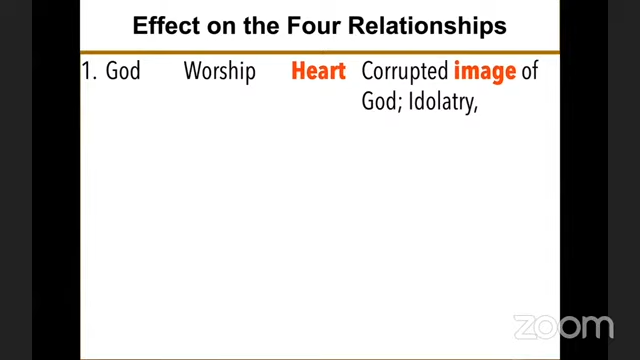 Effect on the Four Relationships
1. God Worship Heart Corrupted image of
God; Idolatry,
zoom